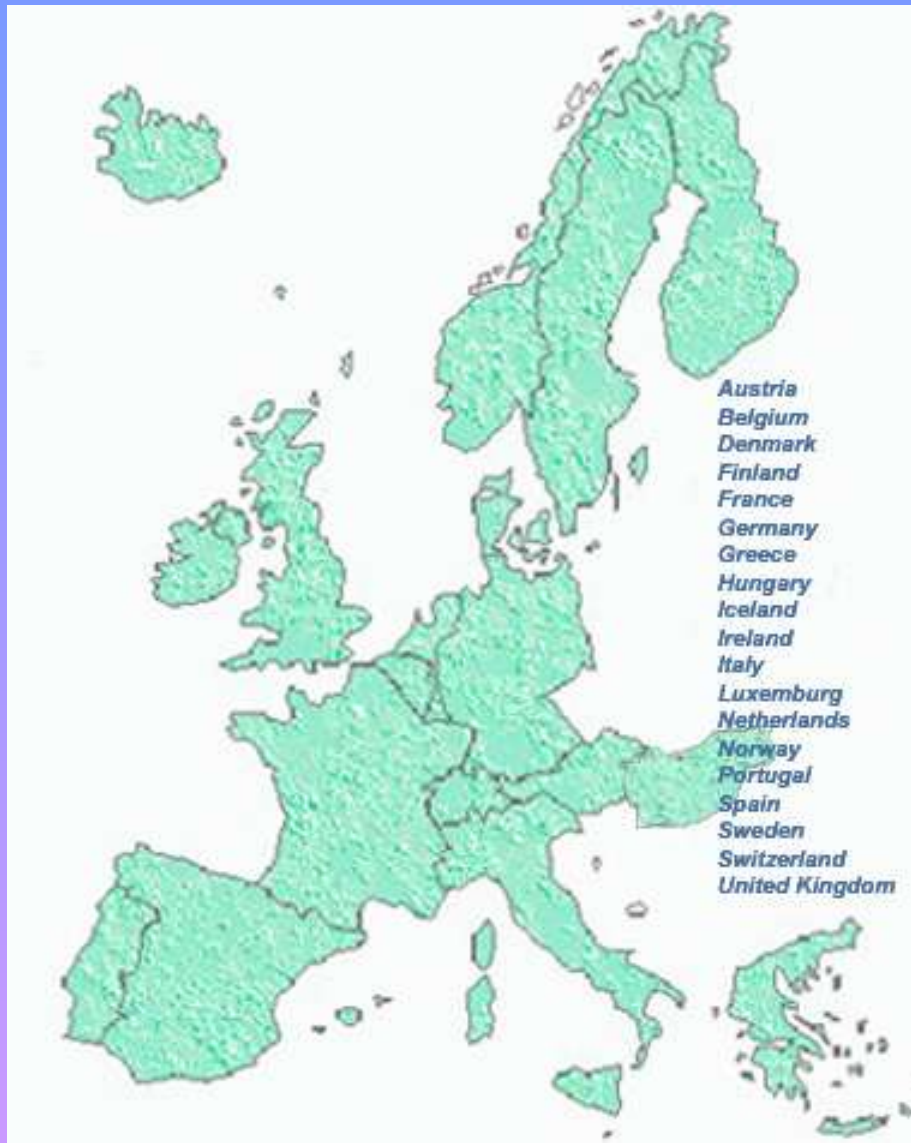 Austria
Belgium
Denmark
Finland
France
Germany
Greece
Hungary
Iceland
Ireland
Italy
Luxemburg
Netherlands
Norway
Portugal
Spain
Sweden
Switzerland
United Kingdom